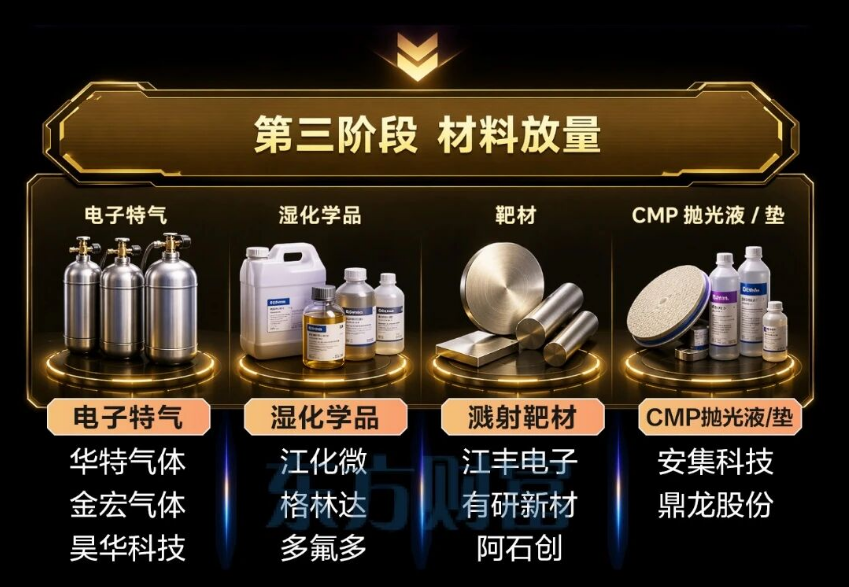 第三阶段 材料放量
电子特气 湿化学品 靶材 CMP 抛光液 / 垫
电子特气 湿化学品 溅射靶材 CMP抛光液/垫
华特气体 江化微 江丰电子 安集科技
金宏气体 格林达 有研新材 鼎龙股份
昊华科技 多氟多 阿石创
东方财富